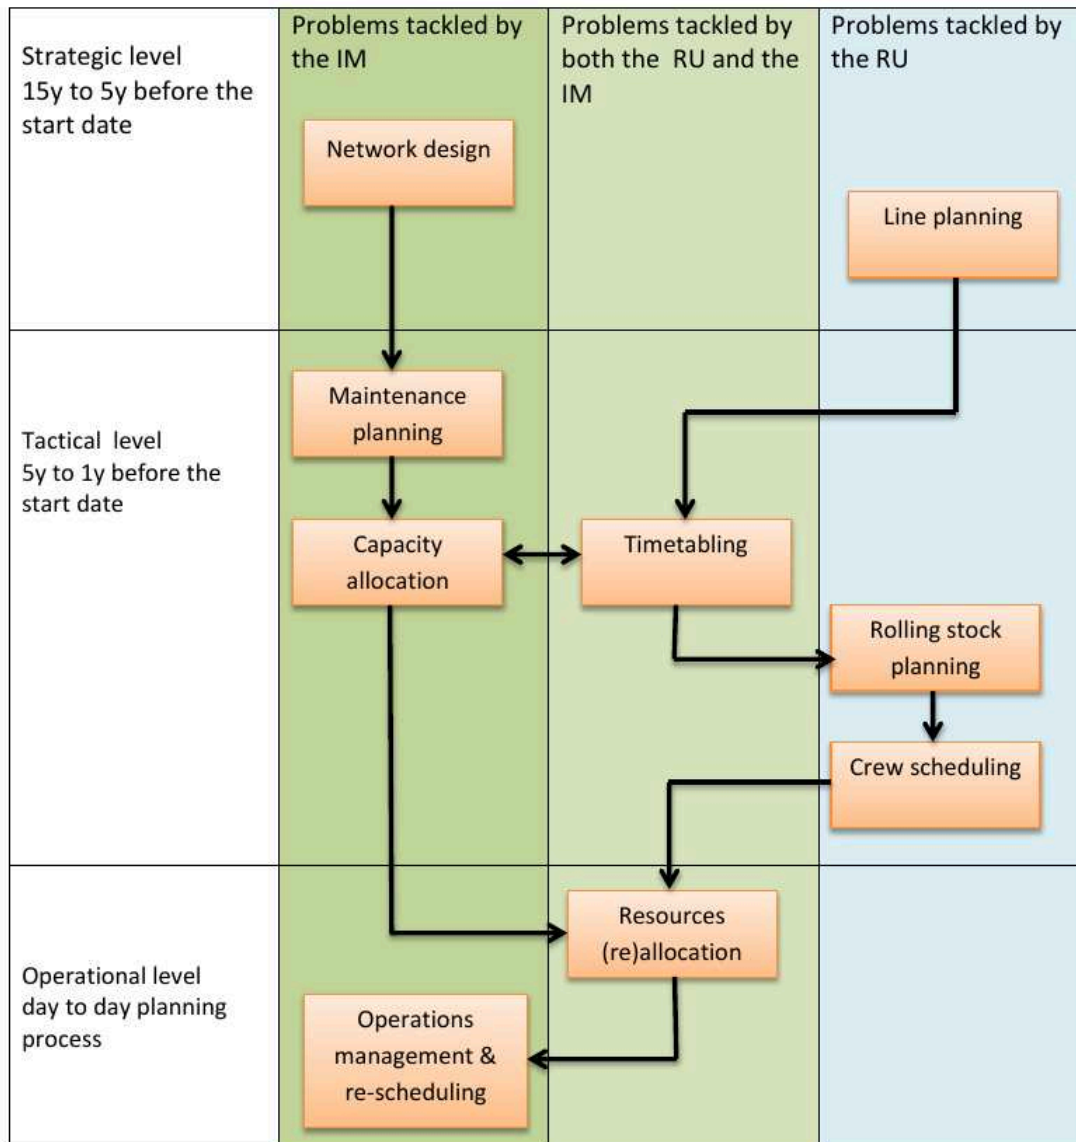 Strategic level
15y to 5y before the
start date
Problems tackled by
the IM
Problems tackled by
both the RU and the
IM
Problems tackled by
the RU
Network design
Line planning
Tactical level
5y to 1y before the
start date
Maintenance
planning
Capacity
allocation
Timetabling
Rolling stock
planning
Crew scheduling
Operational level
day to day planning
process
Resources
(re)allocation
Operations
management &
re-scheduling